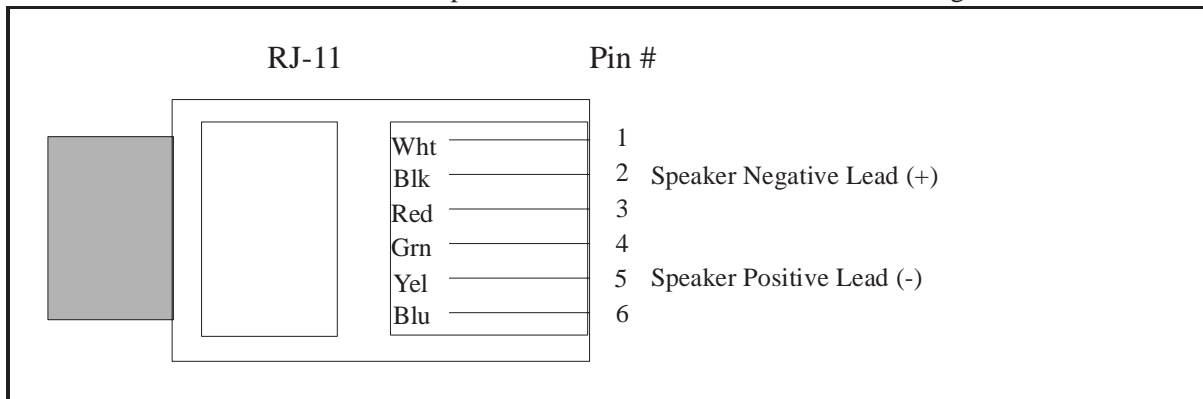 RJ-11 Pin #
Wht 1
Blk 2 Speaker Negative Lead (+)
Red 3
Grn 4
Yel 5 Speaker Positive Lead (-)
Blu 6